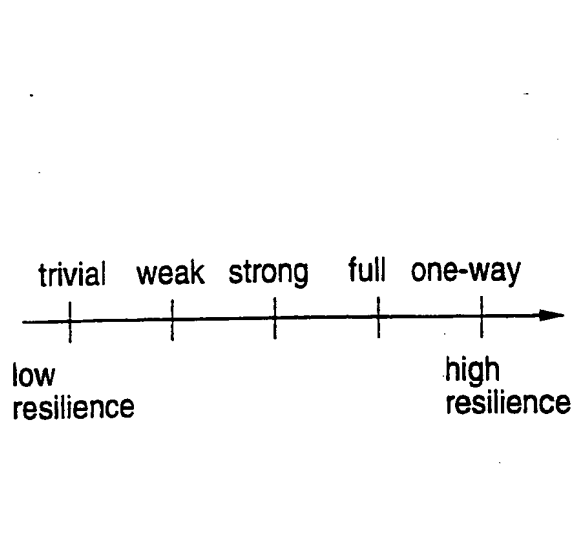 trivial weak strong full one-way
low high
resilience resilience